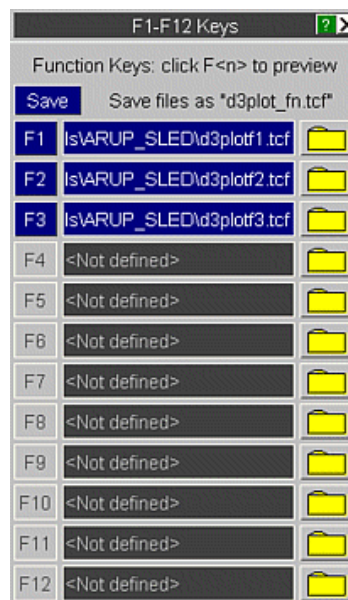 F1-F12 Keys ? X
Function Keys: click F<n> to preview
Save Save files as "d3plot_fn.tcf"
F1 ls\ARUP_SLED\d3plotf1.tcf
F2 ls\ARUP_SLED\d3plotf2.tcf
F3 ls\ARUP_SLED\d3plotf3.tcf
F4 <Not defined>
F5 <Not defined>
F6 <Not defined>
F7 <Not defined>
F8 <Not defined>
F9 <Not defined>
F10 <Not defined>
F11 <Not defined>
F12 <Not defined>